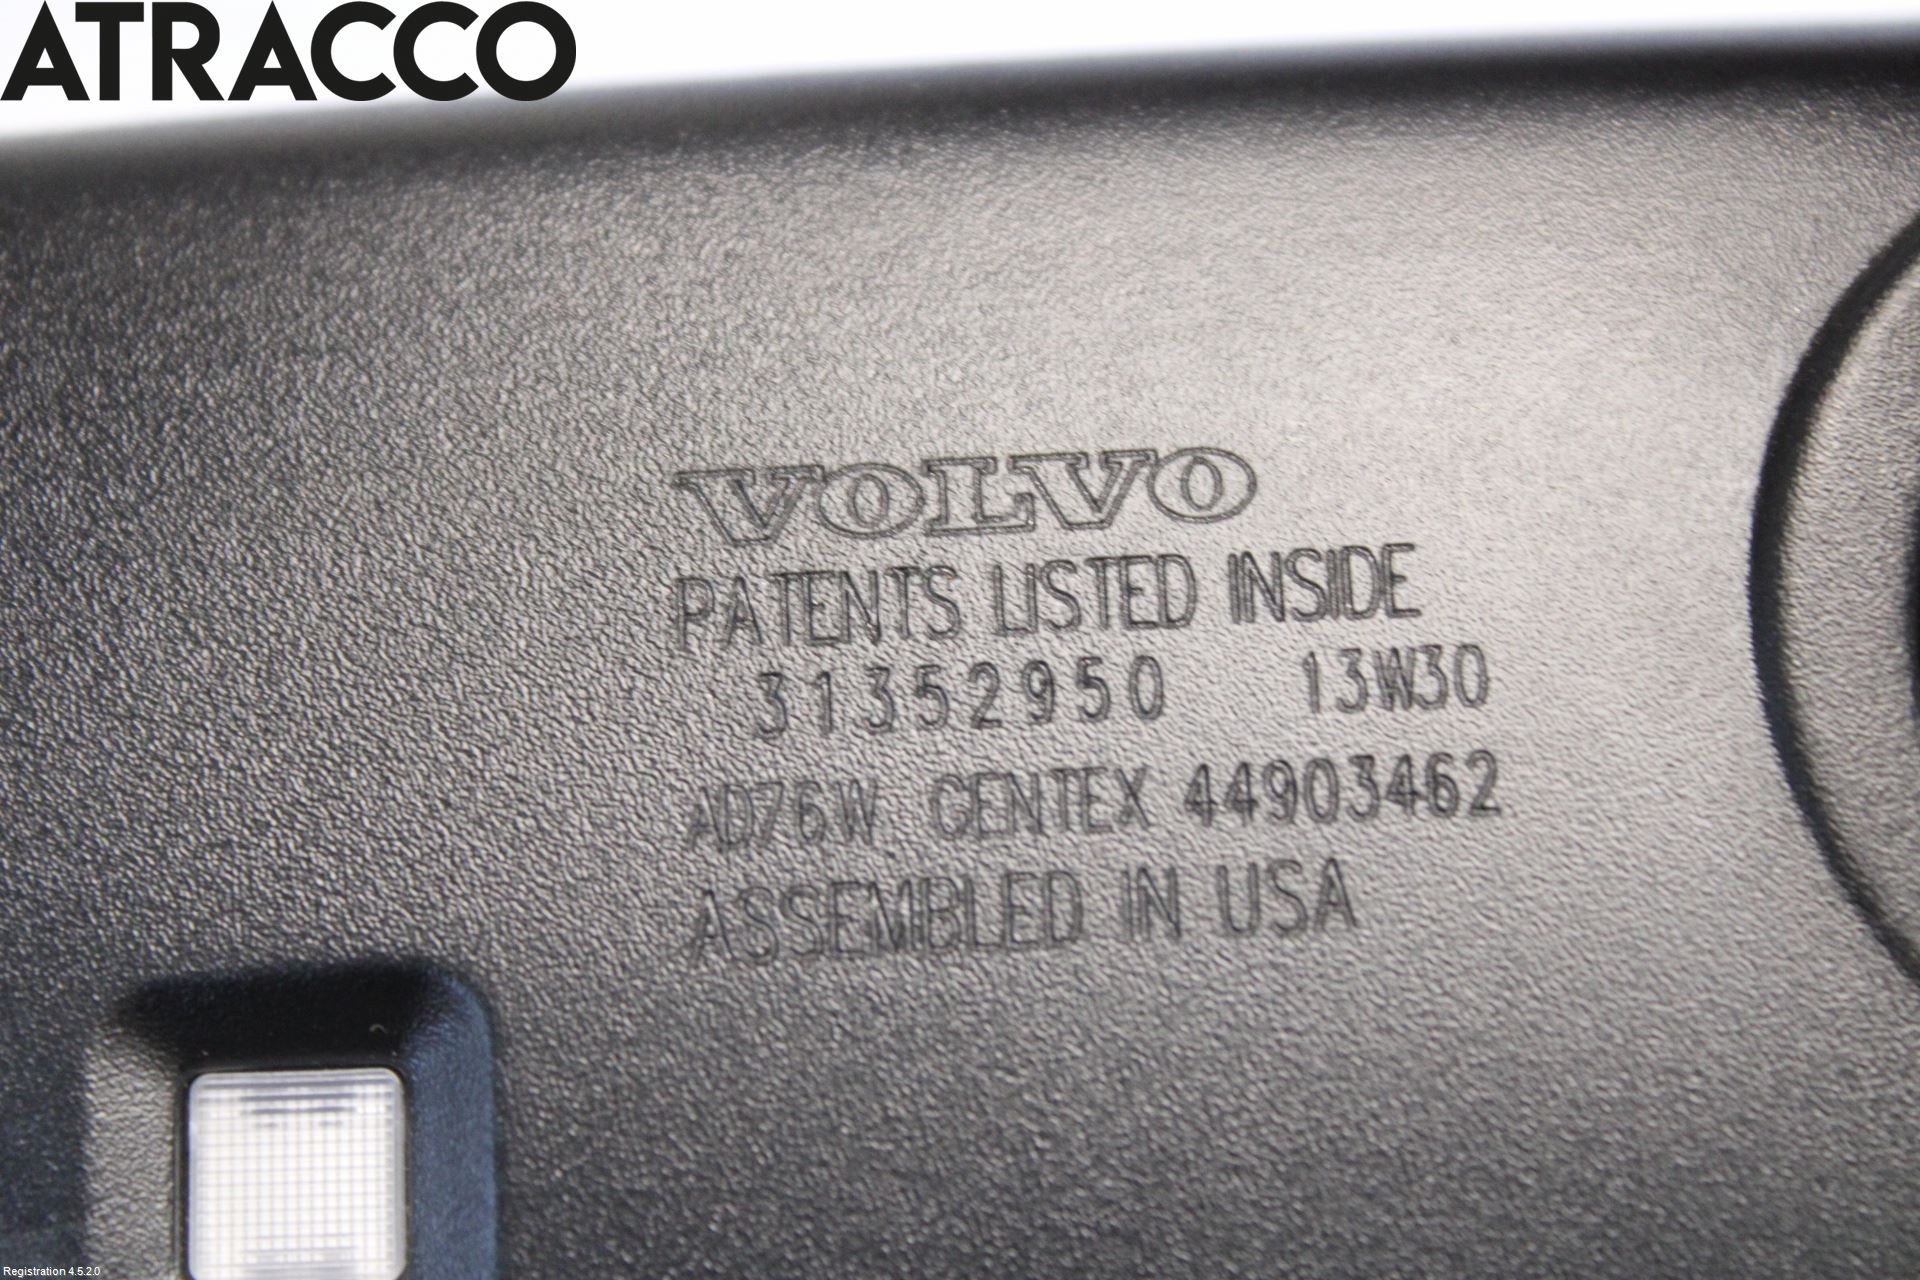 ATRACCO
VOLVO
PATENTS LISTED INSIDE
31352950 13W30
AD76W GENTEX 44903462
ASSEMBLED IN USA
Registration 4.5.2.0